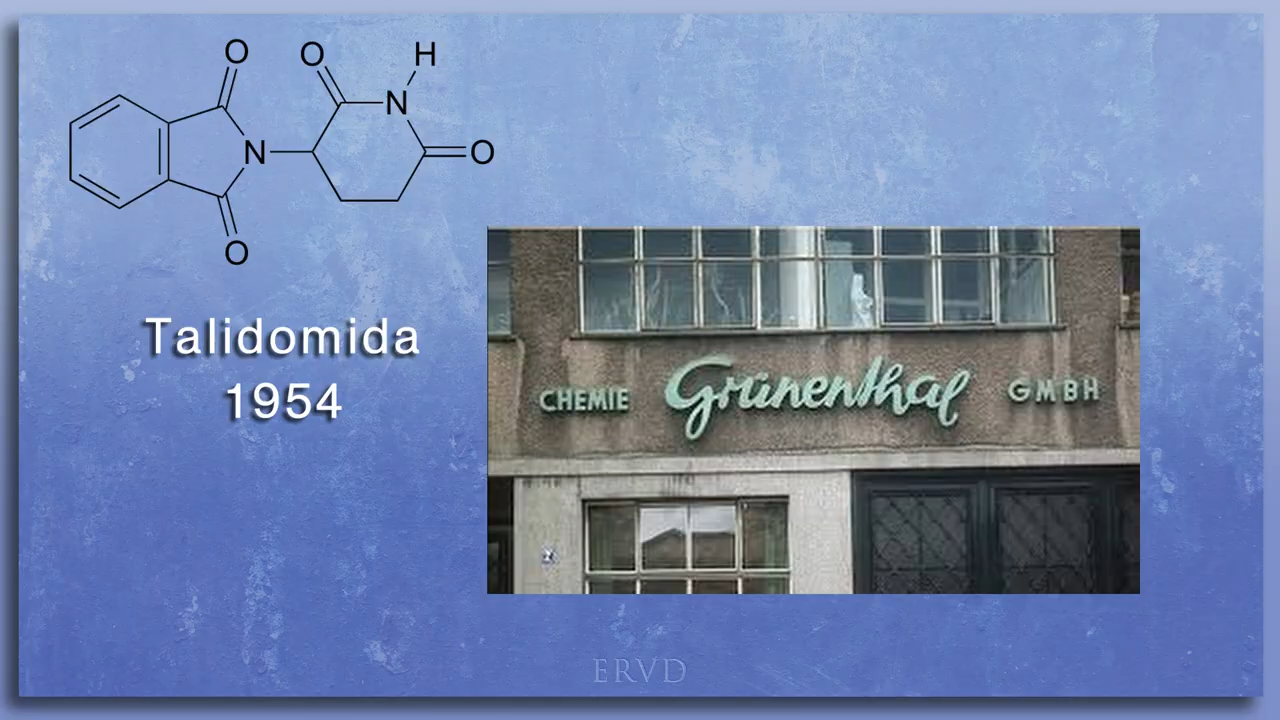 O O H
N
N O
O
Talidomida
1954
CHEMIE Grünenthal GMBH
ERVD